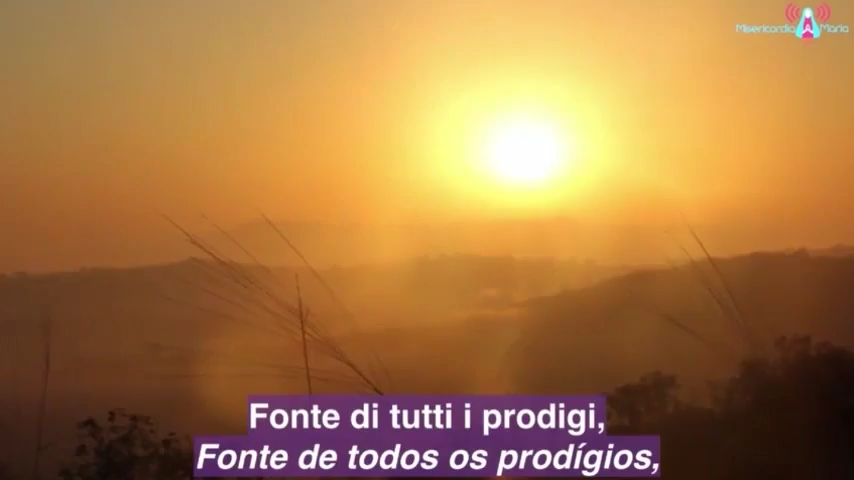 Misericordia Maria
Fonte di tutti i prodigi,
Fonte de todos os prodígios,